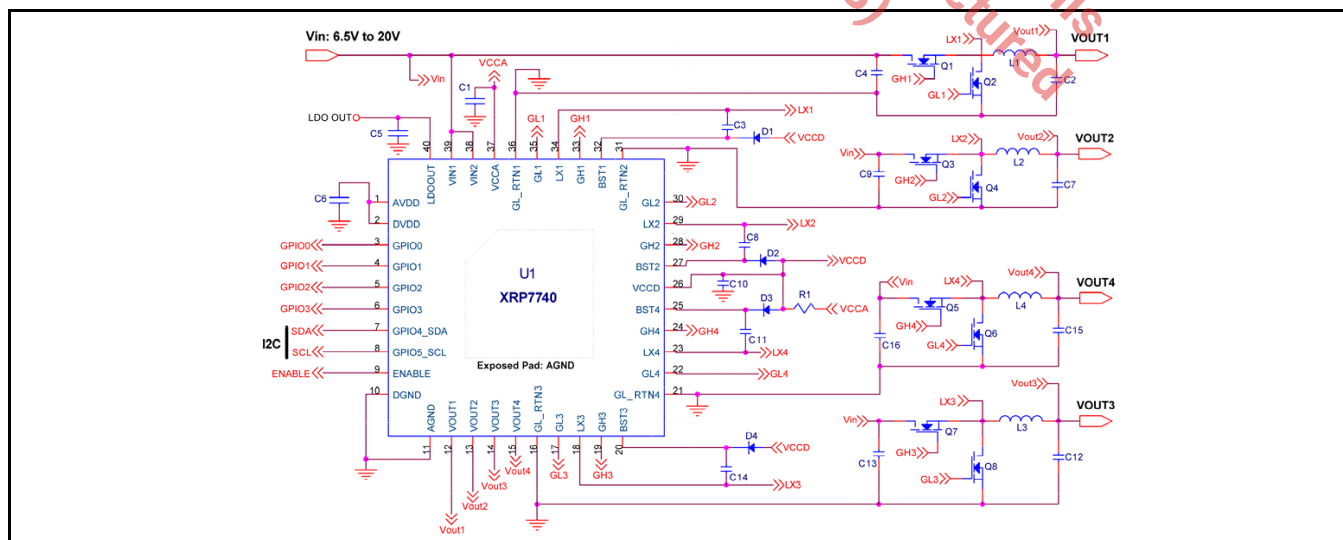 ils
s)
ctured
Vin: 6.5V to 20V
Vin
VCCA
C1
LDO OUT
C5
GL1
GH1
LX1
C3
D1
VCCD
C4
Q1
GH1
LX1
GL1
Q2
L1
Vout1
VOUT1
C2
40
39
38
37
36
35
34
33
32
31
LDOOUT
VIN1
VIN2
VCCA
GL_RTN1
GL1
LX1
GH1
BST1
GL_RTN2
Vin
C9
Q3
GH2
LX2
GL2
Q4
L2
Vout2
VOUT2
C7
C6
1 AVDD
2 DVDD
GPIO0 3 GPIO0
GPIO1 4 GPIO1
GPIO2 5 GPIO2
GPIO3 6 GPIO3
I2C
SDA 7 GPIO4_SDA
SCL 8 GPIO5_SCL
ENABLE 9 ENABLE
10 DGND
U1
XRP7740
Exposed Pad: AGND
GL2 30 GL2
LX2 29 LX2
C8
GH2 28 GH2
BST2 27 D2
VCCD
VCCD 26
C10
BST4 25 D3 R1 VCCA
GH4 24 GH4
C11
LX4 23 LX4
GL4 22 GL4
GL_RTN4 21
Vin
C16
Q5
GH4
LX4
GL4
Q6
L4
Vout4
VOUT4
C15
AGND
VOUT1
VOUT2
VOUT3
VOUT4
GL_RTN3
GL3
LX3
GH3
BST3
11
12
13
14
15
16
17
18
19
20
Vout1
Vout2
Vout3
Vout4
GL3
GH3
D4
VCCD
C14
LX3
Vin
C13
Q7
GH3
LX3
GL3
Q8
L3
Vout3
VOUT3
C12